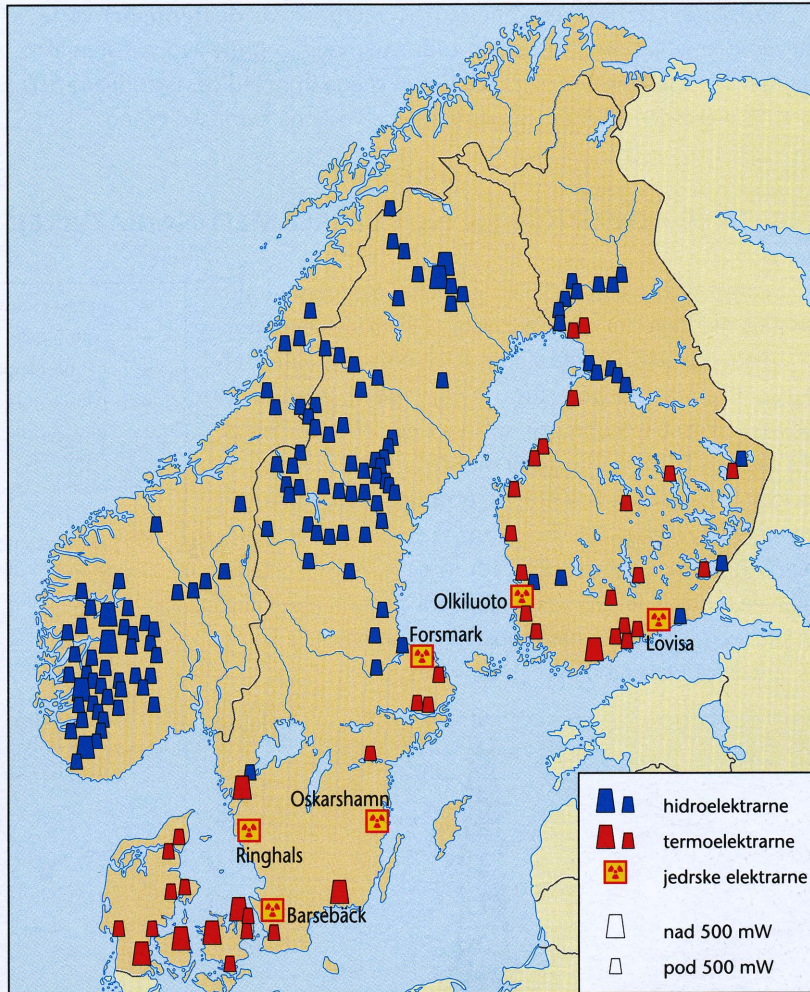 Olkiluoto
Forsmark
Lovisa
Oskarshamn
Ringhals
Barsebäck
hidroelektrarne
termoelektrarne
jedrske elektrarne
nad 500 mW
pod 500 mW